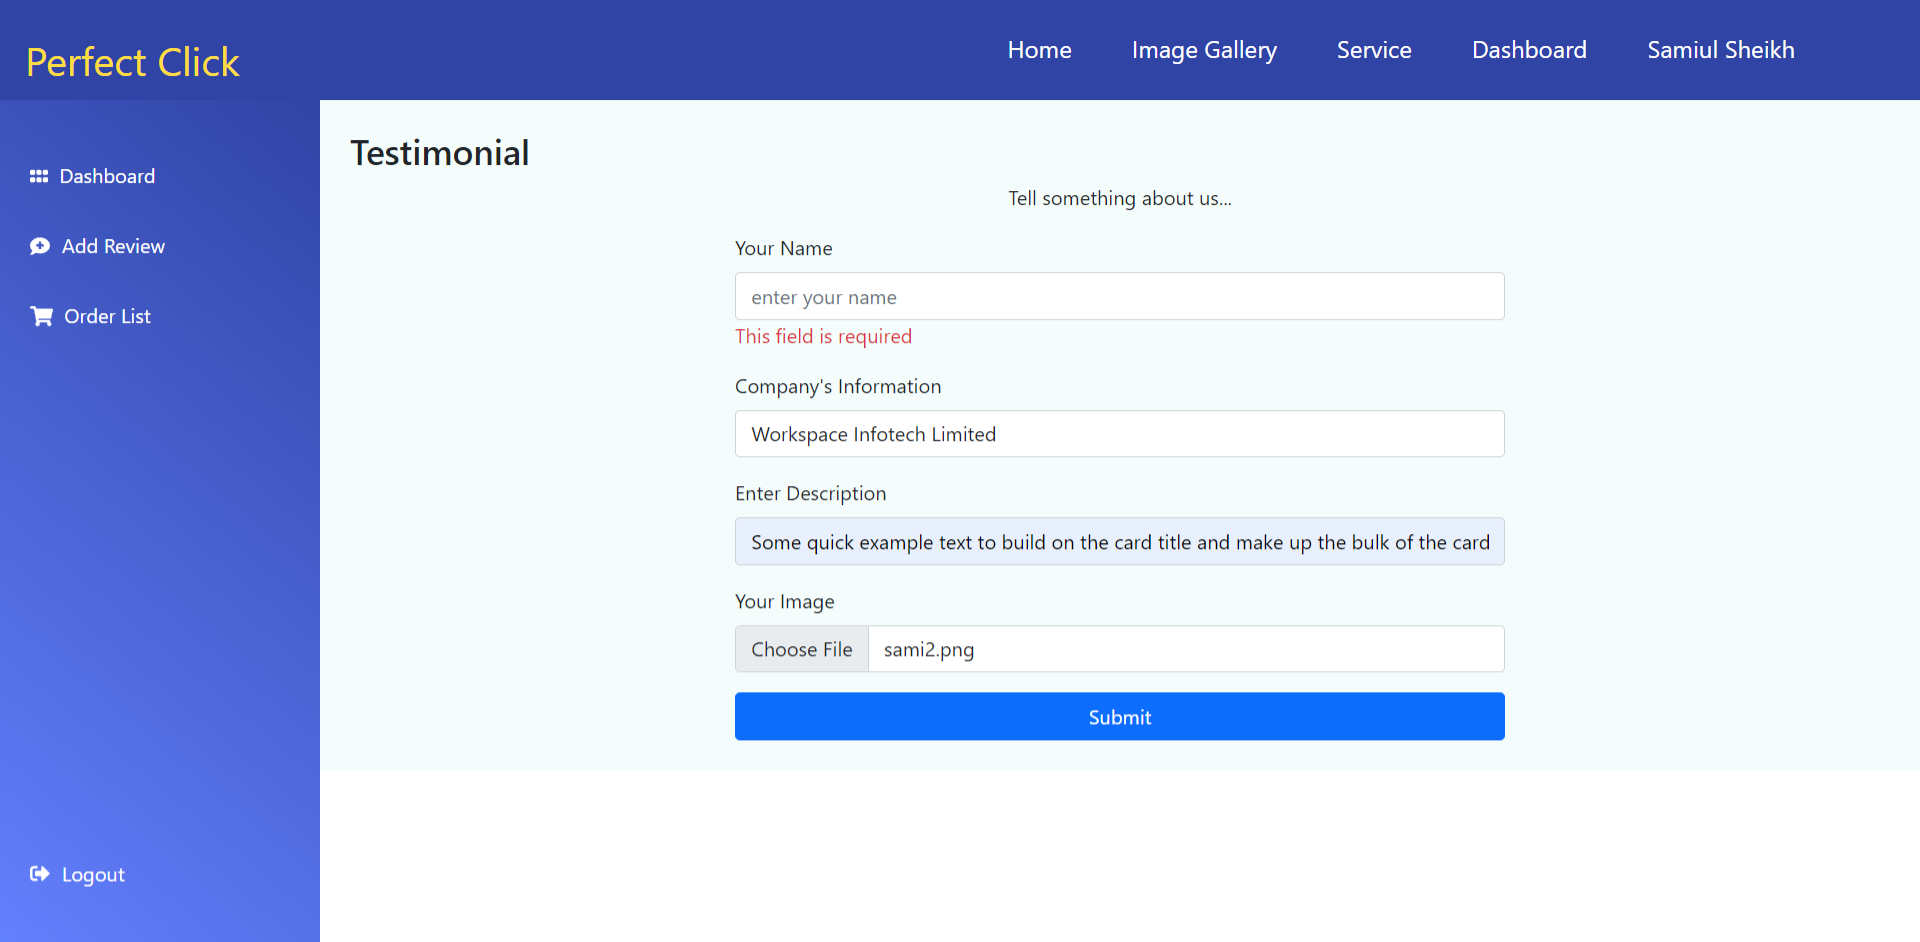 Perfect Click
Home Image Gallery Service Dashboard Samiul Sheikh
Dashboard
Add Review
Order List
Logout
Testimonial
Tell something about us...
Your Name
enter your name
This field is required
Company's Information
Workspace Infotech Limited
Enter Description
Some quick example text to build on the card title and make up the bulk of the card
Your Image
Choose File sami2.png
Submit